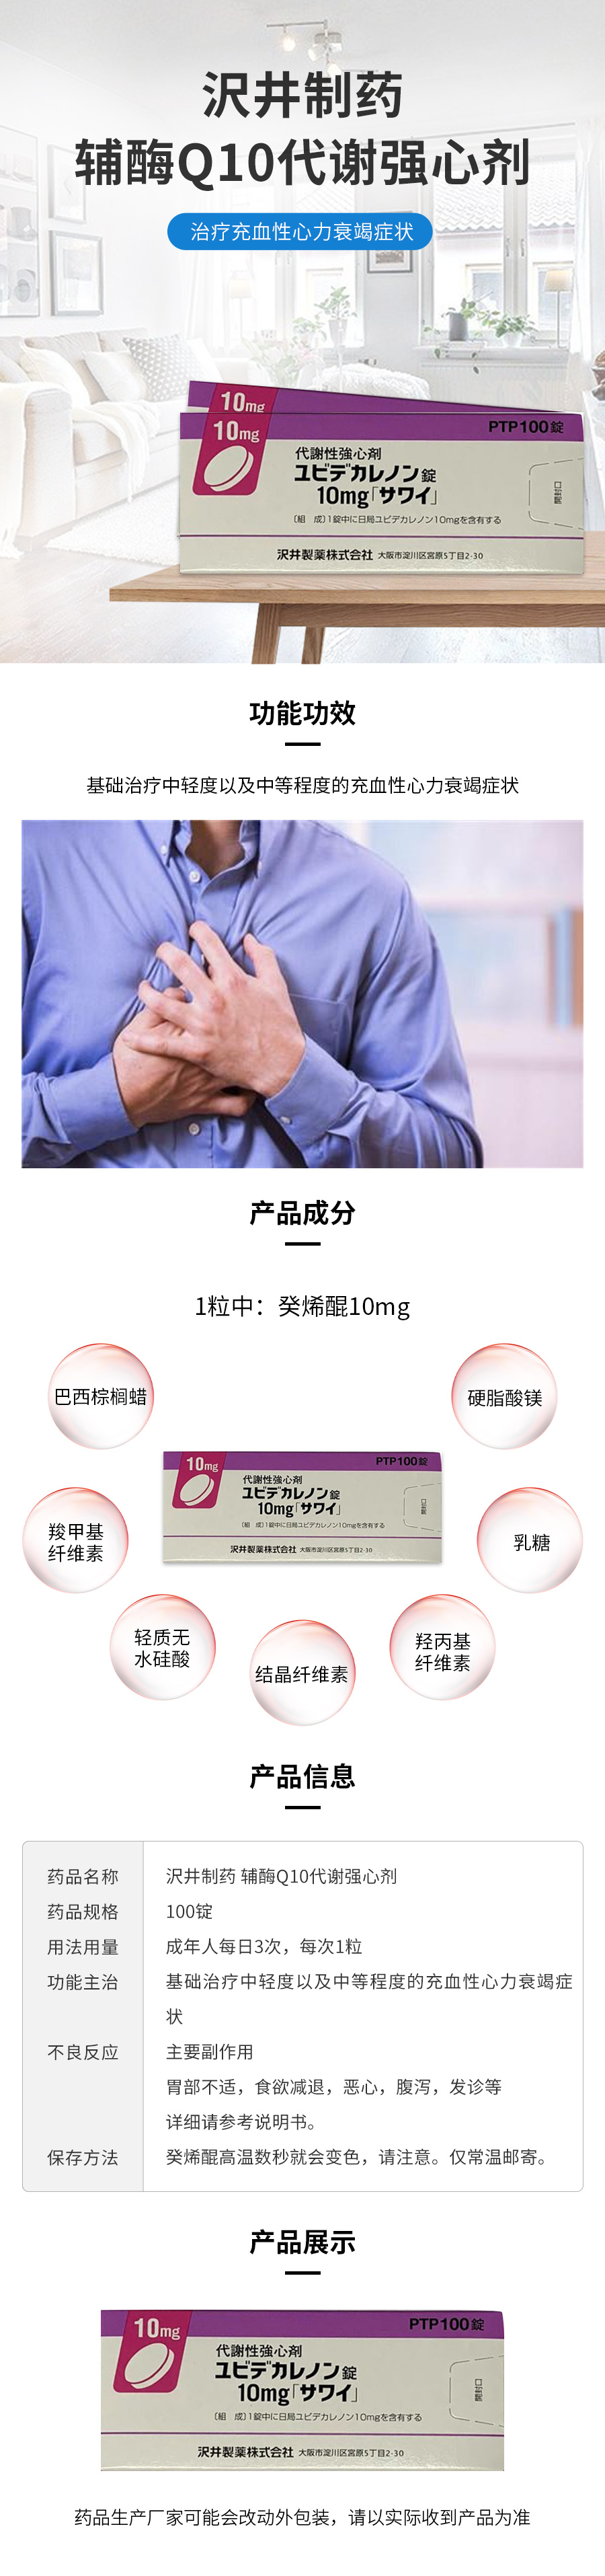 沢井制药
辅酶Q10代谢强心剂
治疗充血性心力衰竭症状
10mg
10mg
PTP100錠
代謝性強心剤
ユビデカレノン錠
10mg「サワイ」
開封口
〔組 成〕1錠中に日局ユビデカレノン10mgを含有する
沢井製薬株式会社 大阪市淀川区宮原5丁目2-30
功能功效
基础治疗中轻度以及中等程度的充血性心力衰竭症状
产品成分
1粒中：癸烯醌10mg
巴西棕榈蜡
硬脂酸镁
10mg
PTP100錠
代謝性強心剤
ユビデカレノン錠
10mg「サワイ」
開封口
〔組 成〕1錠中に日局ユビデカレノン10mgを含有する
沢井製薬株式会社 大阪市淀川区宮原5丁目2-30
羧甲基
纤维素
乳糖
轻质无
水硅酸
结晶纤维素
羟丙基
纤维素
产品信息
药品名称 沢井制药 辅酶Q10代谢强心剂
药品规格 100锭
用法用量 成年人每日3次，每次1粒
功能主治 基础治疗中轻度以及中等程度的充血性心力衰竭症
状
不良反应 主要副作用
胃部不适，食欲减退，恶心，腹泻，发诊等
详细请参考说明书。
保存方法 癸烯醌高温数秒就会变色，请注意。仅常温邮寄。
产品展示
10mg
PTP100錠
代謝性強心剤
ユビデカレノン錠
10mg「サワイ」
開封口
〔組 成〕1錠中に日局ユビデカレノン10mgを含有する
沢井製薬株式会社 大阪市淀川区宮原5丁目2-30
药品生产厂家可能会改动外包装，请以实际收到产品为准